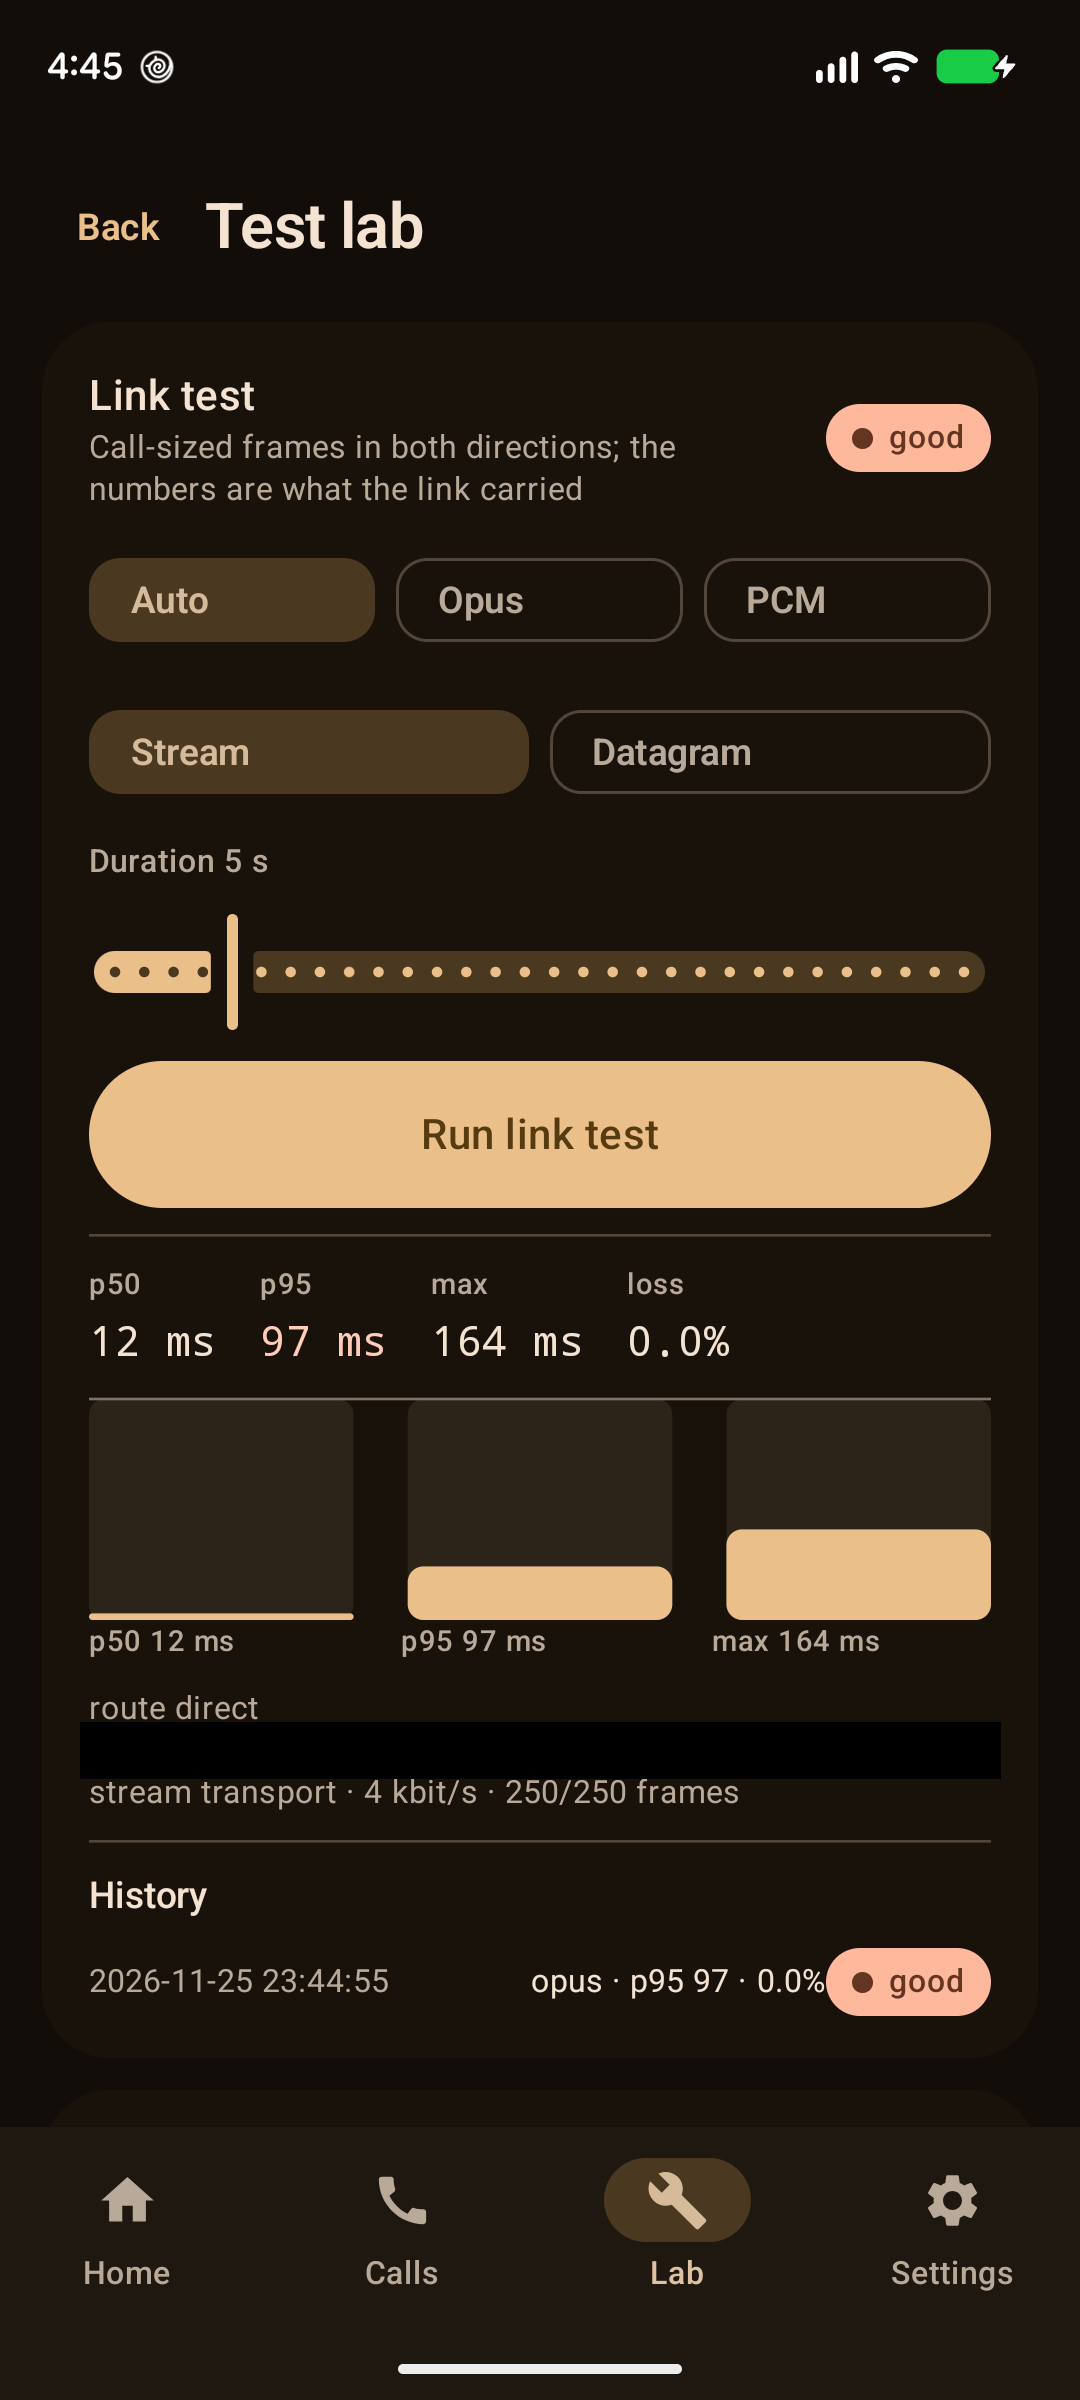 4:45
Back Test lab
Link test
Call-sized frames in both directions; the
numbers are what the link carried
good
Auto Opus PCM
Stream Datagram
Duration 5 s
Run link test
p50 p95 max loss
12 ms 97 ms 164 ms 0.0%
p50 12 ms p95 97 ms max 164 ms
route direct
stream transport · 4 kbit/s · 250/250 frames
History
2026-11-25 23:44:55 opus · p95 97 · 0.0% good
Home Calls Lab Settings